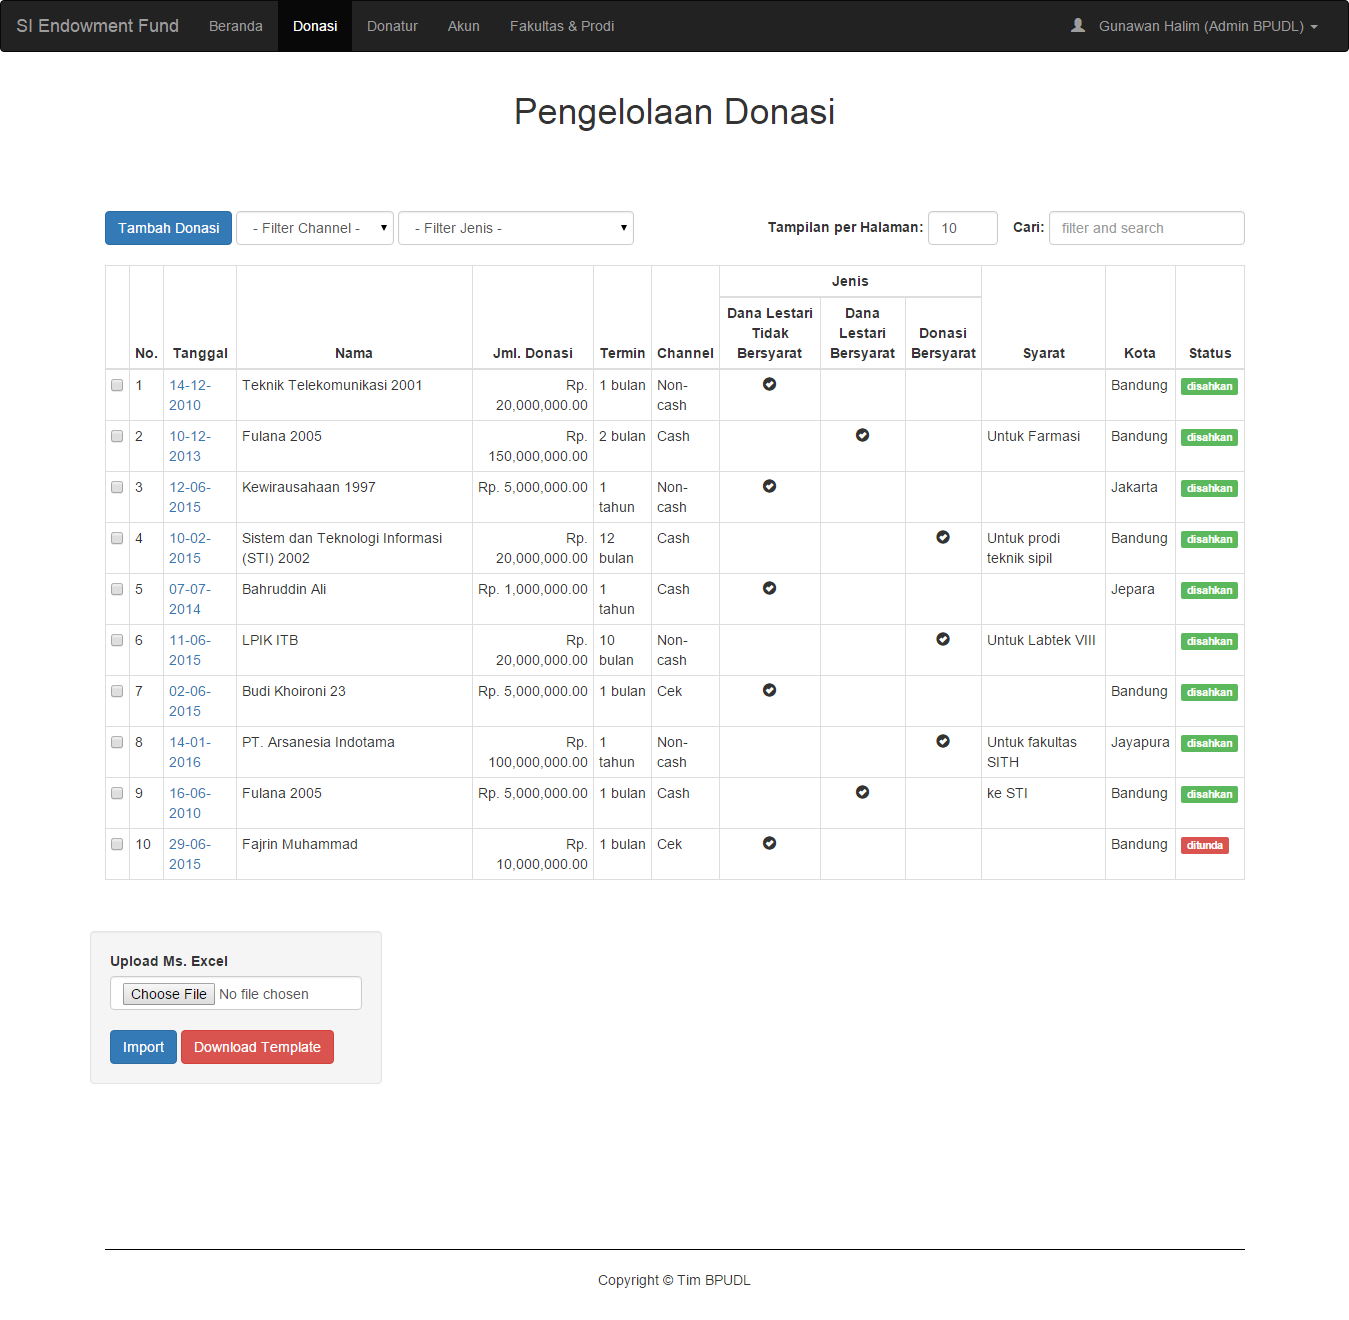 SI Endowment Fund Beranda Donasi Donatur Akun Fakultas & Prodi Gunawan Halim (Admin BPUDL)
Pengelolaan Donasi
Tambah Donasi - Filter Channel - - Filter Jenis - Tampilan per Halaman: 10 Cari: filter and search
Jenis
Dana Lestari Dana
Tidak Lestari Donasi
No. Tanggal Nama Jml. Donasi Termin Channel Bersyarat Bersyarat Bersyarat Syarat Kota Status
1 14-12- Teknik Telekomunikasi 2001 Rp. 1 bulan Non- Bandung disahkan
2010 20,000,000.00 cash
2 10-12- Fulana 2005 Rp. 2 bulan Cash Untuk Farmasi Bandung disahkan
2013 150,000,000.00
3 12-06- Kewirausahaan 1997 Rp. 5,000,000.00 1 Non- Jakarta disahkan
2015 tahun cash
4 10-02- Sistem dan Teknologi Informasi Rp. 12 Cash Untuk prodi Bandung disahkan
2015 (STI) 2002 20,000,000.00 bulan teknik sipil
5 07-07- Bahruddin Ali Rp. 1,000,000.00 1 Cash Jepara disahkan
2014 tahun
6 11-06- LPIK ITB Rp. 10 Non- Untuk Labtek VIII disahkan
2015 20,000,000.00 bulan cash
7 02-06- Budi Khoironi 23 Rp. 5,000,000.00 1 bulan Cek Bandung disahkan
2015
8 14-01- PT. Arsanesia Indotama Rp. 1 Non- Untuk fakultas Jayapura disahkan
2016 100,000,000.00 tahun cash SITH
9 16-06- Fulana 2005 Rp. 5,000,000.00 1 bulan Cash ke STI Bandung disahkan
2010
10 29-06- Fajrin Muhammad Rp. 1 bulan Cek Bandung ditunda
2015 10,000,000.00
Upload Ms. Excel
Choose File No file chosen
Import Download Template
Copyright © Tim BPUDL